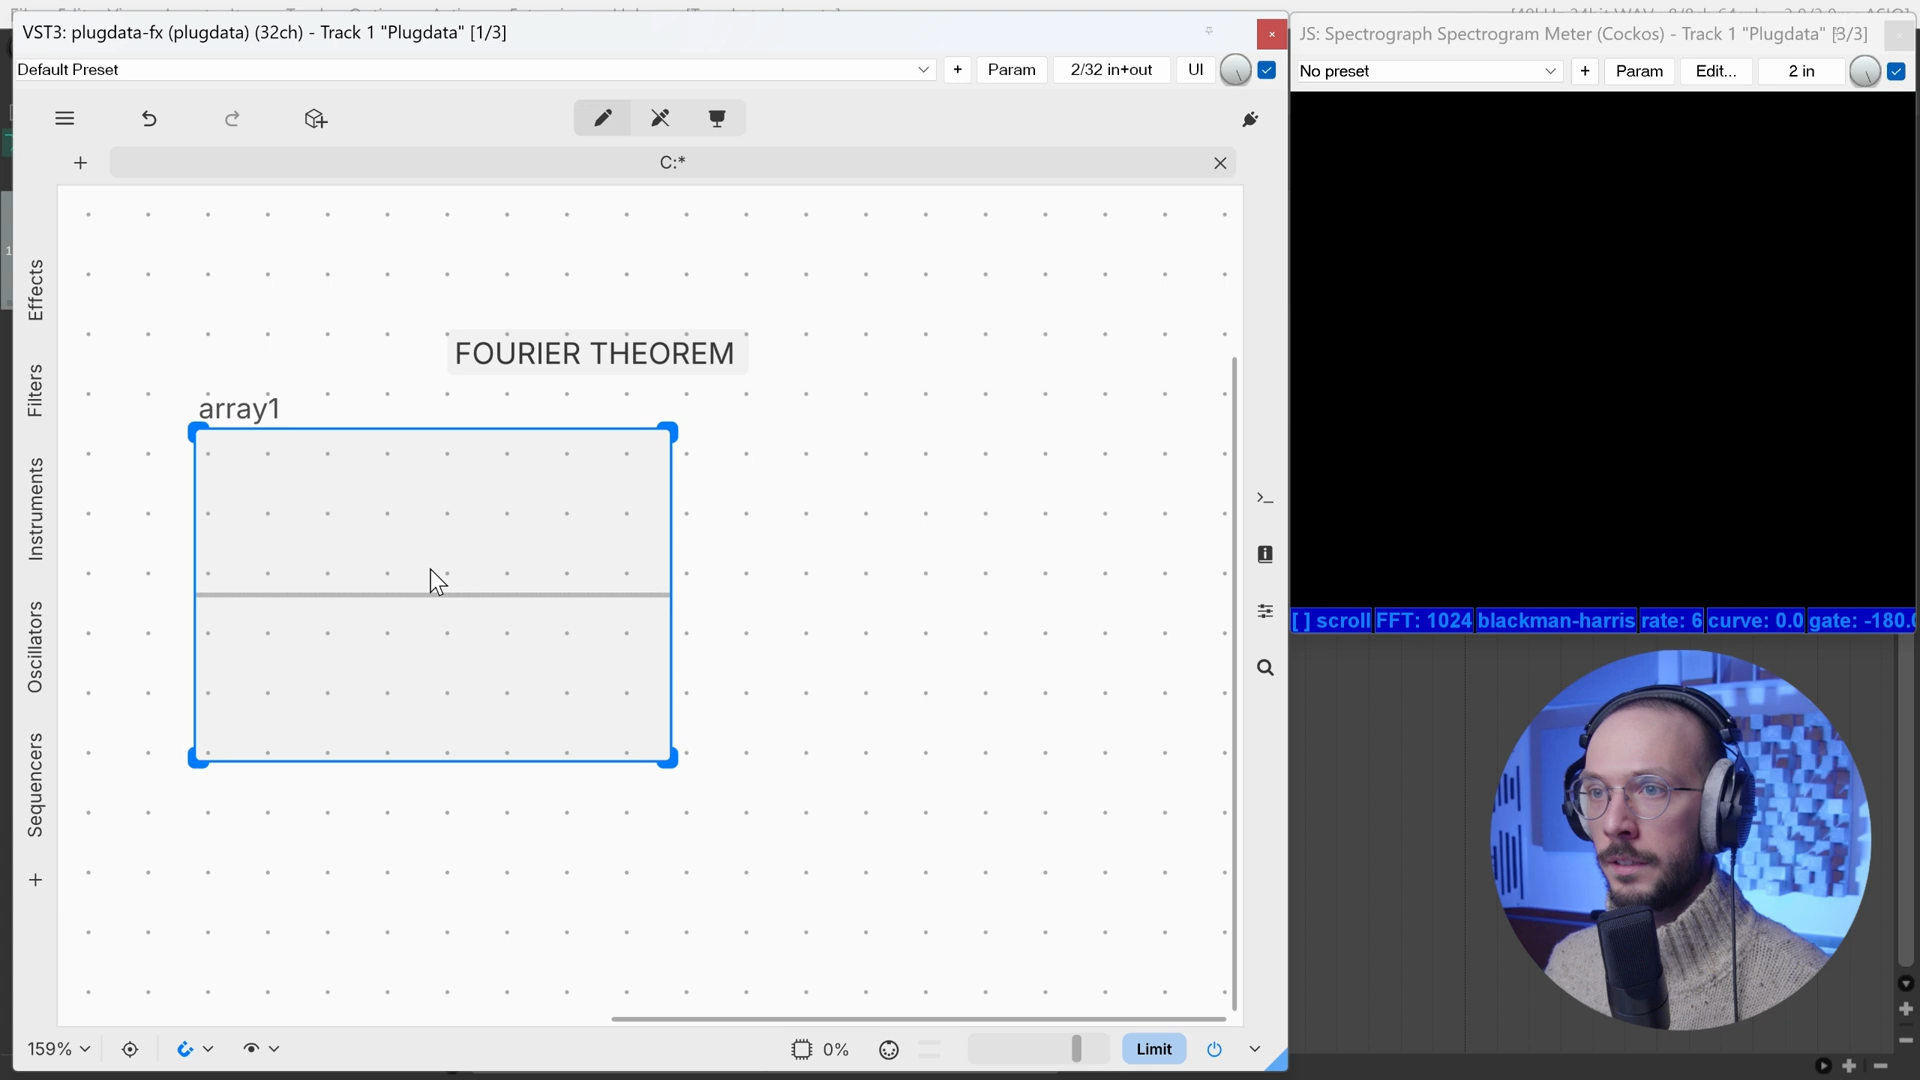 VST3: plugdata-fx (plugdata) (32ch) - Track 1 "Plugdata" [1/3]
Default Preset
+
Param
2/32 in+out
UI
JS: Spectrograph Spectrogram Meter (Cockos) - Track 1 "Plugdata" [3/3]
No preset
+
Param
Edit...
2 in
C:*
Effects
Filters
Instruments
Oscillators
Sequencers
FOURIER THEOREM
array1
[ ] scroll
FFT: 1024
blackman-harris
rate: 6
curve: 0.0
gate: -180.0
159%
0%
Limit